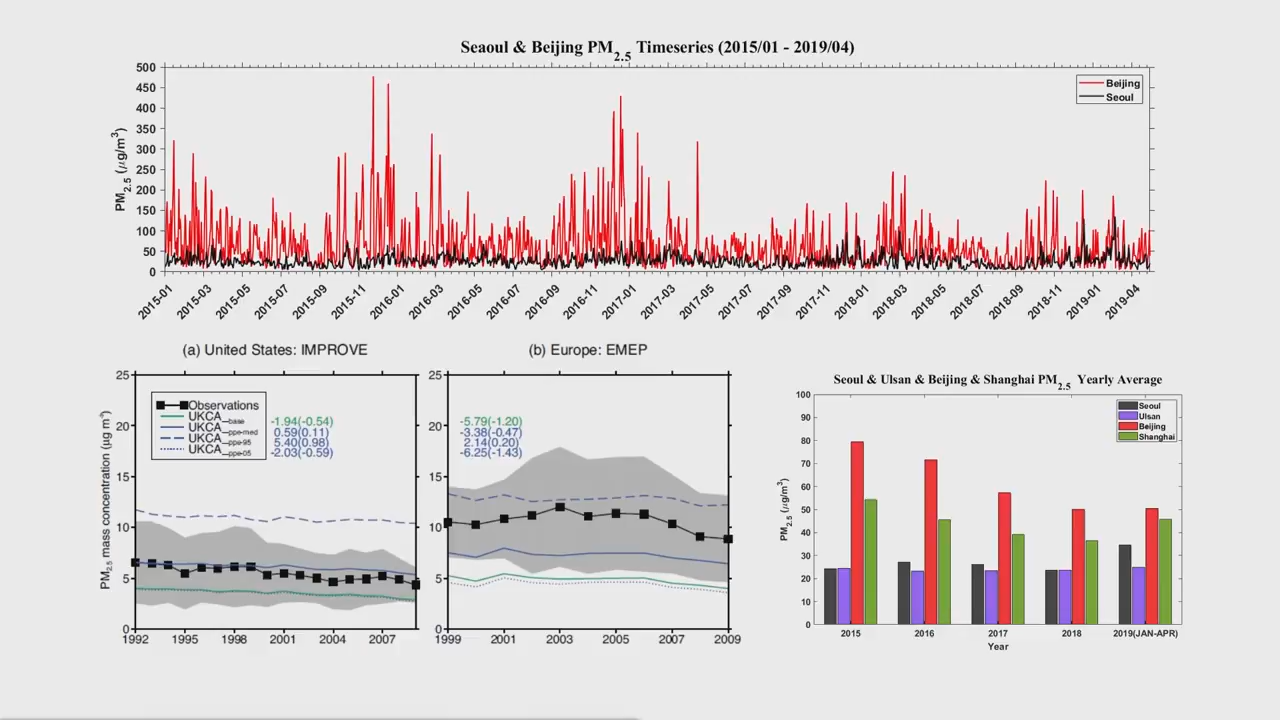 Seaoul & Beijing PM2.5 Timeseries (2015/01 - 2019/04)
PM2.5 (μg/m3)
500
450
400
350
300
250
200
150
100
50
0
Beijing
Seoul
2015-01 2015-03 2015-05 2015-07 2015-09 2015-11 2016-01 2016-03 2016-05 2016-07 2016-09 2016-11 2017-01 2017-03 2017-05 2017-07 2017-09 2017-11 2018-01 2018-03 2018-05 2018-07 2018-09 2018-11 2019-01 2019-04
(a) United States: IMPROVE
PM2.5 mass concentration (μg m-3)
25
20
15
10
5
0
Observations
UKCA_base -1.94(-0.54)
UKCA_ppe-med 0.59(0.11)
UKCA_ppe-95 5.40(0.98)
UKCA_ppe-05 -2.03(-0.59)
1992 1995 1998 2001 2004 2007
(b) Europe: EMEP
25
20
15
10
5
0
-5.79(-1.20)
-3.38(-0.47)
2.14(0.20)
-6.25(-1.43)
1999 2001 2003 2005 2007 2009
Seoul & Ulsan & Beijing & Shanghai PM2.5 Yearly Average
PM2.5 (μg/m3)
100
90
80
70
60
50
40
30
20
10
0
Seoul
Ulsan
Beijing
Shanghai
2015 2016 2017 2018 2019(JAN-APR)
Year